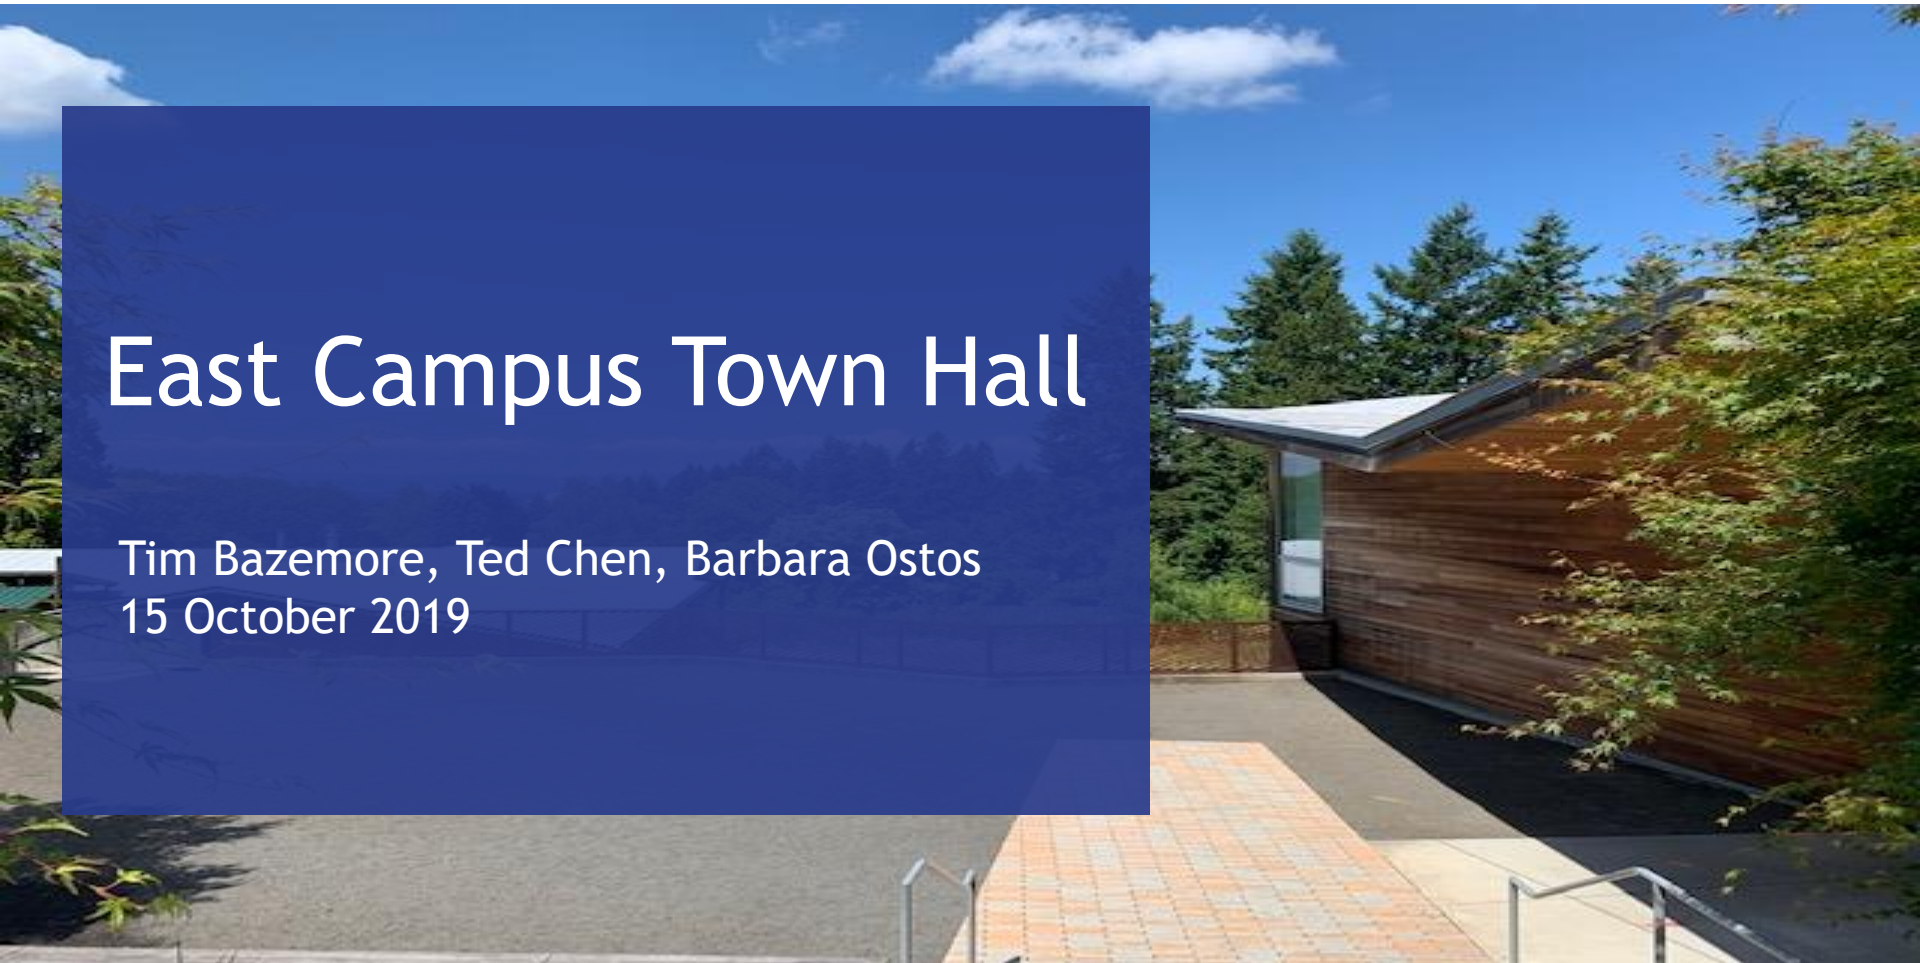 East Campus Town Hall
Tim Bazemore, Ted Chen, Barbara Ostos
15 October 2019